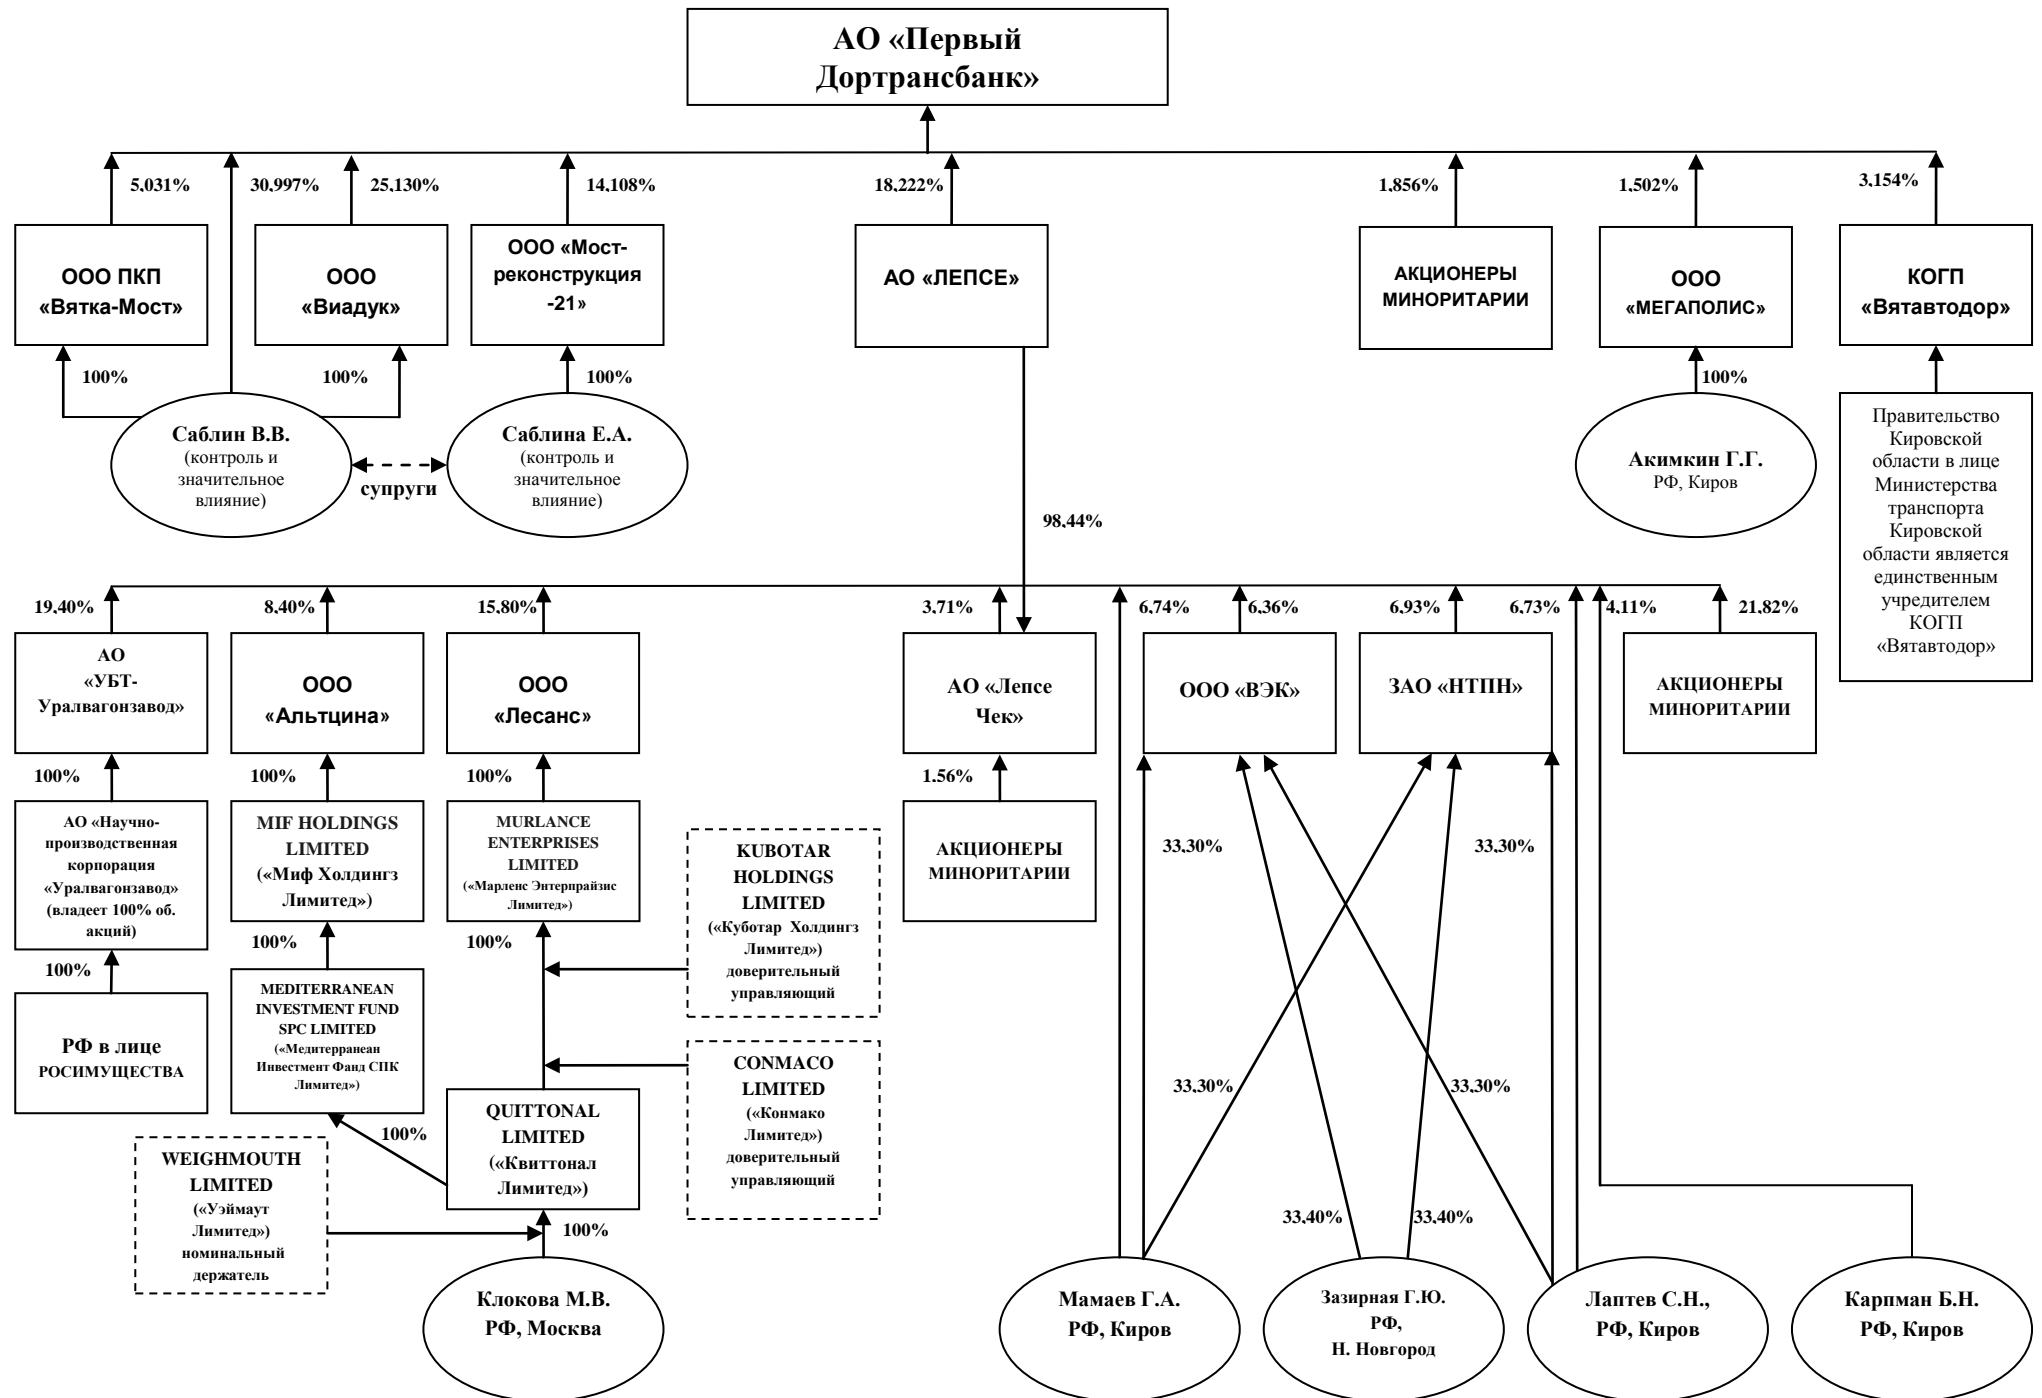 АО «Первый
Дортрансбанк»
5,031%
30,997%
25,130%
14,108%
18,222%
1,856%
1,502%
3,154%
ООО ПКП
«Вятка-Мост»
ООО
«Виадук»
ООО «Мост-
реконструкция
-21»
АО «ЛЕПСЕ»
АКЦИОНЕРЫ
МИНОРИТАРИИ
ООО
«МЕГАПОЛИС»
КОГП
«Вятавтодор»
100%
100%
100%
100%
Саблин В.В.
(контроль и
значительное
влияние)
супруги
Саблина Е.А.
(контроль и
значительное
влияние)
Акимкин Г.Г.
РФ, Киров
Правительство
Кировской
области в лице
Министерства
транспорта
Кировской
области является
единственным
учредителем
КОГП
«Вятавтодор»
98,44%
19,40%
8,40%
15,80%
3,71%
6,74%
6,36%
6,93%
6,73%
4,11%
21,82%
АО
«УБТ-
Уралвагонзавод»
ООО
«Альтцина»
ООО
«Лесанс»
АО «Лепсе
Чек»
ООО «ВЭК»
ЗАО «НТПН»
АКЦИОНЕРЫ
МИНОРИТАРИИ
100%
100%
100%
1,56%
АО «Научно-
производственная
корпорация
«Уралвагонзавод»
(владеет 100% об.
акций)
MIF HOLDINGS
LIMITED
(«Миф Холдингз
Лимитед»)
MURLANCE
ENTERPRISES
LIMITED
(«Марленс Энтерпрайзис
Лимитед»)
KUBOTAR
HOLDINGS
LIMITED
(«Куботар Холдингз
Лимитед»)
доверительный
управляющий
АКЦИОНЕРЫ
МИНОРИТАРИИ
33,30%
33,30%
100%
100%
100%
РФ в лице
РОСИМУЩЕСТВА
MEDITERRANEAN
INVESTMENT FUND
SPC LIMITED
(«Медитерранеан
Инвестмент Фанд СПК
Лимитед»)
CONMACO
LIMITED
(«Конмако
Лимитед»)
доверительный
управляющий
33,30%
33,30%
100%
QUITTONAL
LIMITED
(«Квиттонал
Лимитед»)
WEIGHMOUTH
LIMITED
(«Уэймаут
Лимитед»)
номинальный
держатель
100%
33,40%
33,40%
Клокова М.В.
РФ, Москва
Мамаев Г.А.
РФ, Киров
Зазирная Г.Ю.
РФ,
Н. Новгород
Лаптев С.Н.,
РФ, Киров
Карпман Б.Н.
РФ, Киров